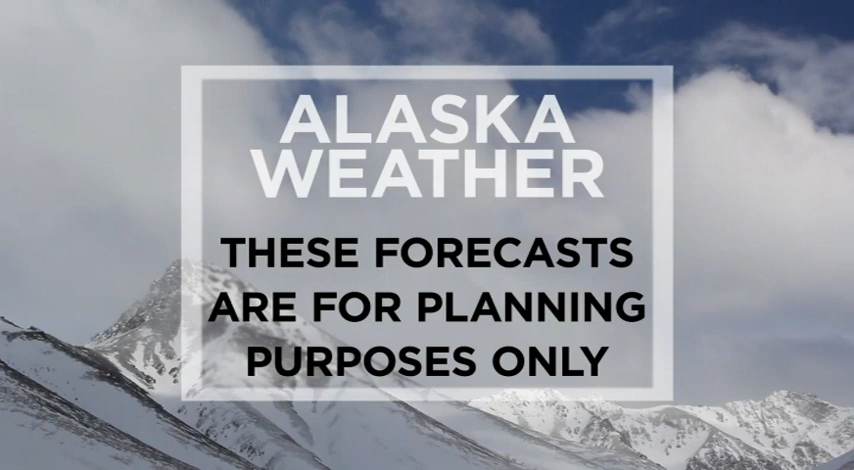 ALASKA
WEATHER
THESE FORECASTS
ARE FOR PLANNING
PURPOSES ONLY